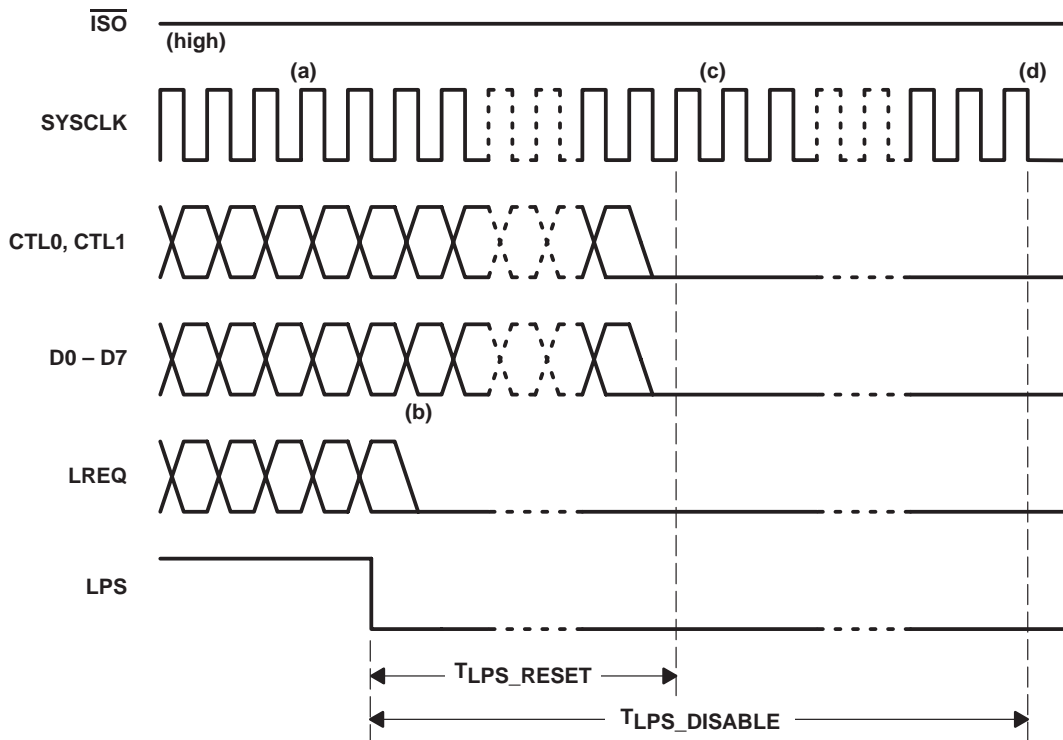 ISO
(high)
(a)
(c)
(d)
SYSCLK
CTL0, CTL1
D0 – D7
(b)
LREQ
LPS
TLPS_RESET
TLPS_DISABLE